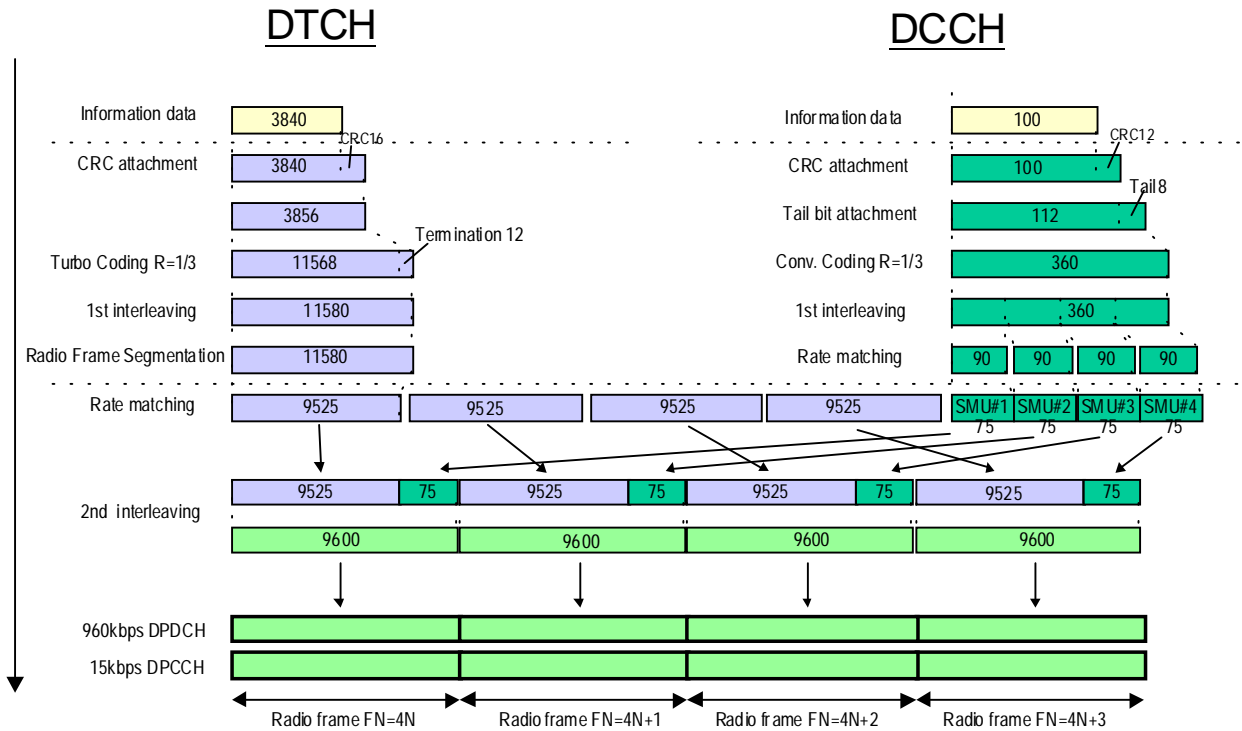 DTCH DCCH
Information data 3840 Information data 100
CRC16 CRC12
CRC attachment 3840 CRC attachment 100
Tail8
3856 Tail bit attachment 112
Termination 12
Turbo Coding R=1/3 11568 Conv. Coding R=1/3 360
1st interleaving 11580 1st interleaving 360
Radio Frame Segmentation 11580 Rate matching 90 90 90 90
Rate matching 9525 9525 9525 9525 SMU#1 SMU#2 SMU#3 SMU#4
75 75 75 75
9525 75 9525 75 9525 75 9525 75
2nd interleaving
9600 9600 9600 9600
960kbps DPDCH
15kbps DPCCH
Radio frame FN=4N Radio frame FN=4N+1 Radio frame FN=4N+2 Radio frame FN=4N+3